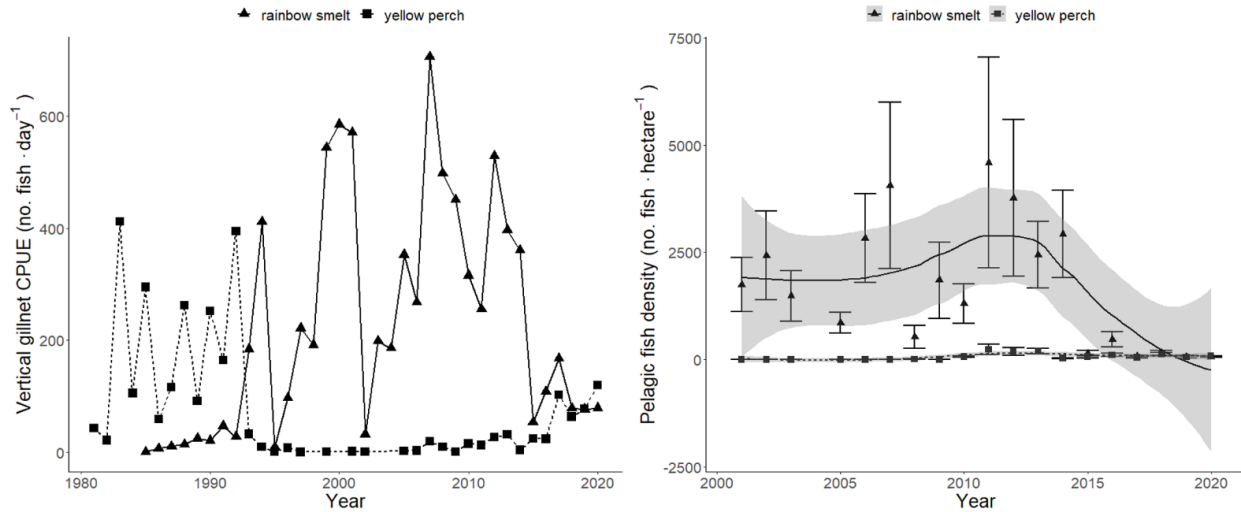 rainbow smelt yellow perch
Vertical gillnet CPUE (no. fish · day⁻¹ )
600
400
200
0
1980 1990 2000 2010 2020
Year
rainbow smelt yellow perch
Pelagic fish density (no. fish · hectare⁻¹ )
7500
5000
2500
0
-2500
2000 2005 2010 2015 2020
Year